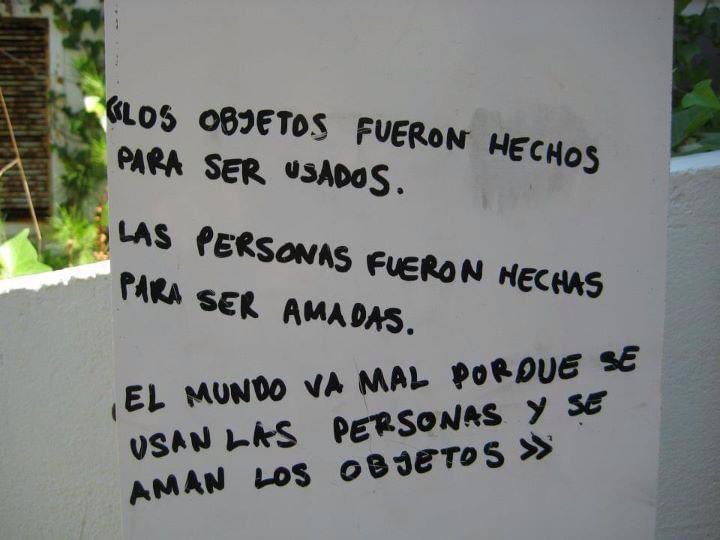 «LOS OBJETOS FUERON HECHOS
PARA SER USADOS.
LAS PERSONAS FUERON HECHAS
PARA SER AMADAS.
EL MUNDO VA MAL PORQUE SE
USAN LAS PERSONAS Y SE
AMAN LOS OBJETOS»